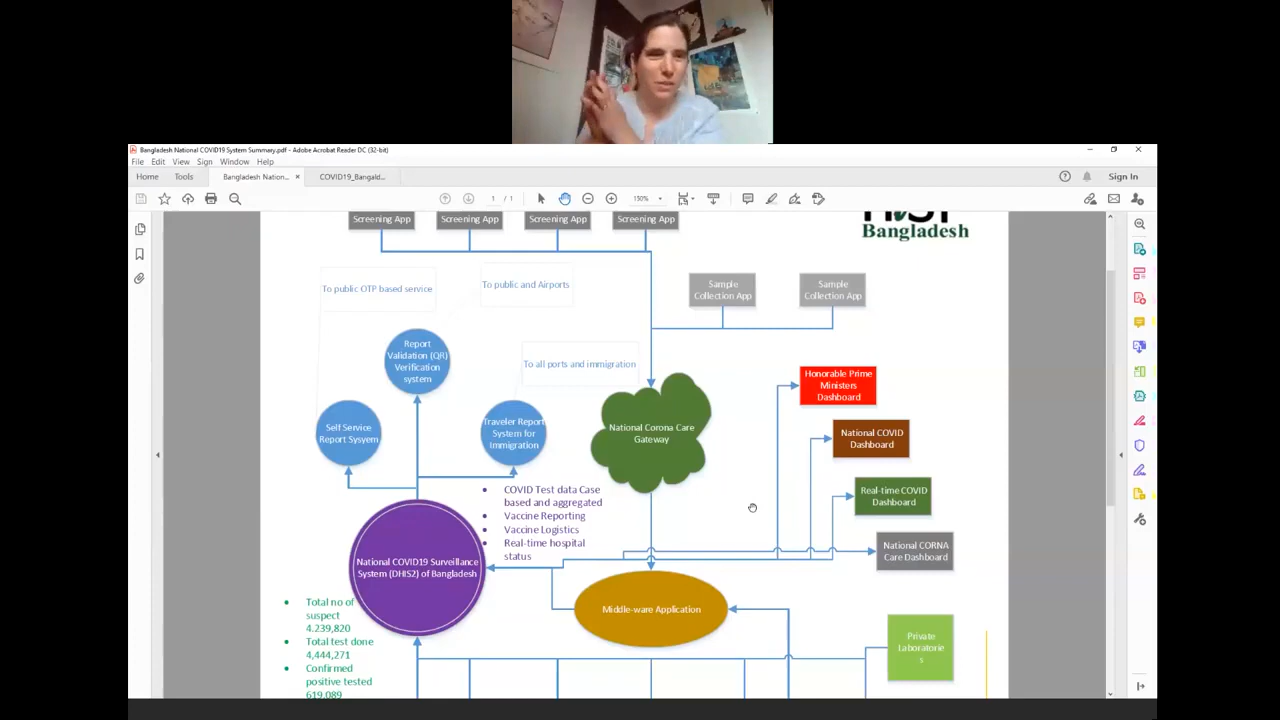 Bangladesh National COVID19 System Summary.pdf - Adobe Acrobat Reader DC (32-bit)
File Edit View Sign Window Help
Home Tools Bangladesh Nation... × COVID19_Bangald... Sign In
1 / 1 150%
Screening App
Screening App
Screening App
Screening App
Bangladesh
To public OTP based service
To public and Airports
Sample
Collection App
Sample
Collection App
Report
Validation (QR)
Verification
system
To all ports and immigration
Honorable Prime
Ministers
Dashboard
Self Service
Report Sysyem
Traveler Report
System for
Immigration
National Corona Care
Gateway
National COVID
Dashboard
• COVID Test data Case
based and aggregated
• Vaccine Reporting
• Vaccine Logistics
• Real-time hospital
status
Real-time COVID
Dashboard
National CORNA
Care Dashboard
National COVID19 Surveillance
System (DHIS2) of Bangladesh
Middle-ware Application
• Total no of
suspect
4.239,820
• Total test done
4,444,271
• Confirmed
positive tested
619,089
Private
Laboratorie
s